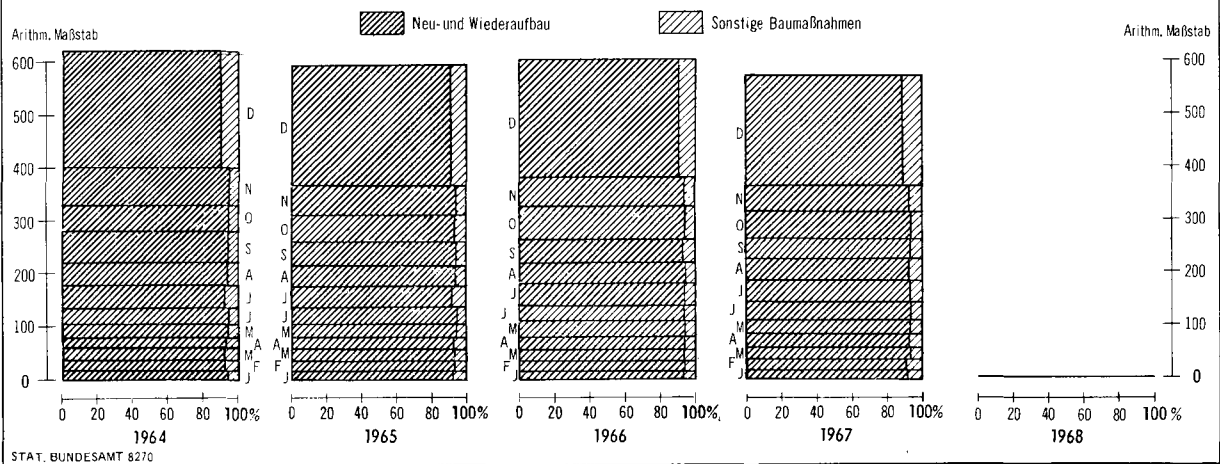 Neu-und Wiederaufbau
Sonstige Baumaßnahmen
Arithm. Maßstab
Arithm. Maßstab
600
500
400
300
200
100
0
D
N
O
S
A
J
J
M
A
M
F
J
D
N
O
S
A
J
J
M
A
M
F
J
D
N
O
S
A
J
J
M
A
M
F
J
D
N
O
S
A
J
J
M
A
M
F
J
600
500
400
300
200
100
0
0 20 40 60 80 100%
1964
0 20 40 60 80 100%
1965
0 20 40 60 80 100%
1966
0 20 40 60 80 100%
1967
0 20 40 60 80 100%
1968
STAT. BUNDESAMT 8270